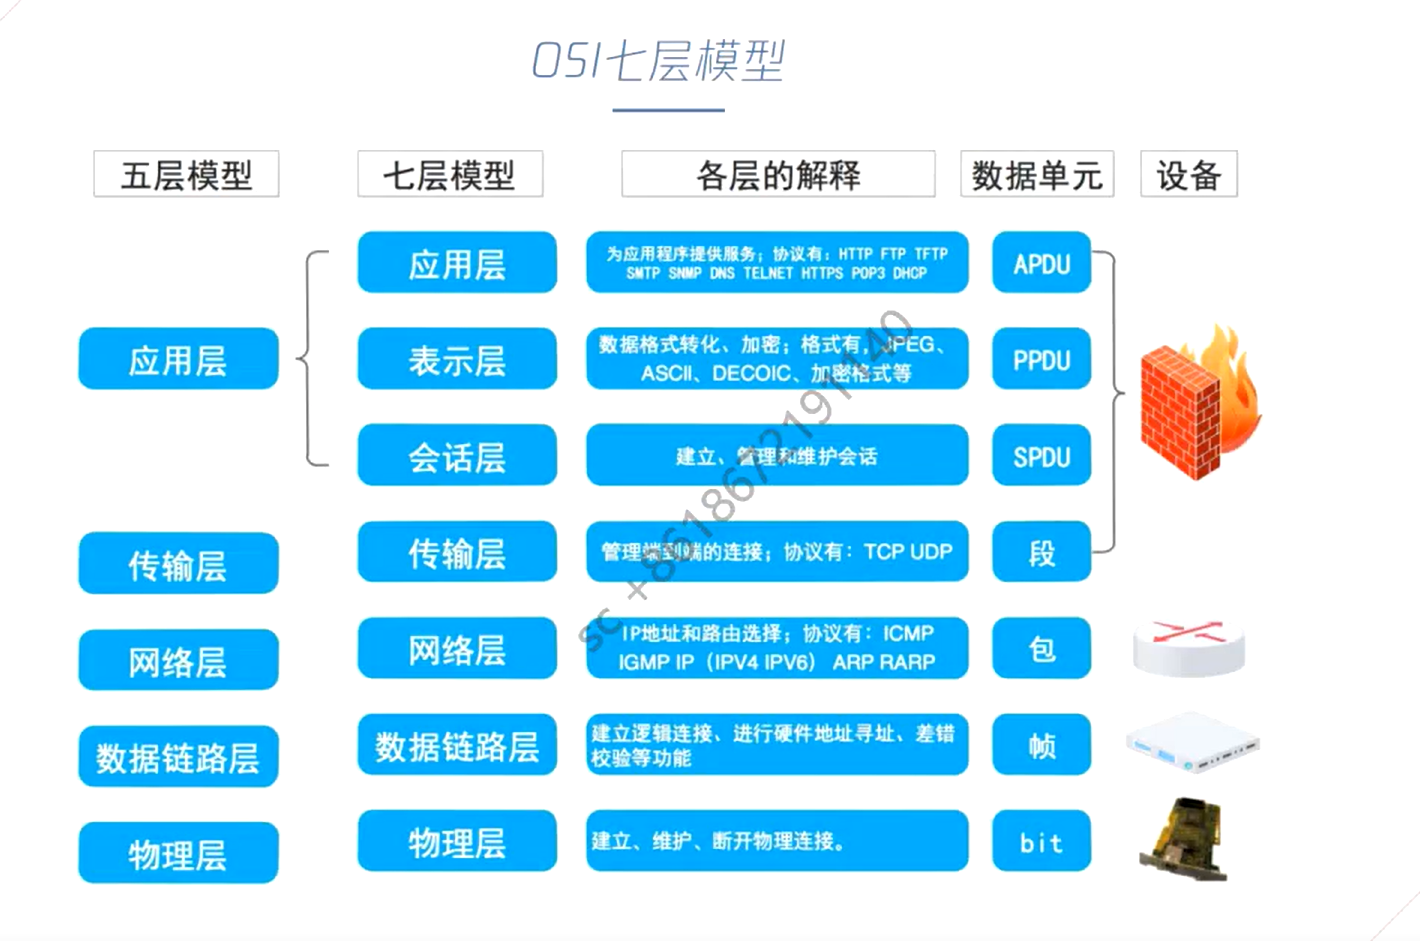 OSI七层模型
五层模型
七层模型
各层的解释
数据单元
设备
应用层
为应用程序提供服务；协议有：HTTP FTP TFTP
SMTP SNMP DNS TELNET HTTPS POP3 DHCP
APDU
应用层
表示层
数据格式转化、加密；格式有，JPEG、
ASCII、DECOIC、加密格式等
PPDU
会话层
建立、管理和维护会话
SPDU
传输层
传输层
管理端到端的连接；协议有：TCP UDP
段
网络层
网络层
IP地址和路由选择；协议有：ICMP
IGMP IP（IPV4 IPV6） ARP RARP
包
数据链路层
数据链路层
建立逻辑连接、进行硬件地址寻址、差错
校验等功能
帧
物理层
物理层
建立、维护、断开物理连接。
bit
sc +8618672191140